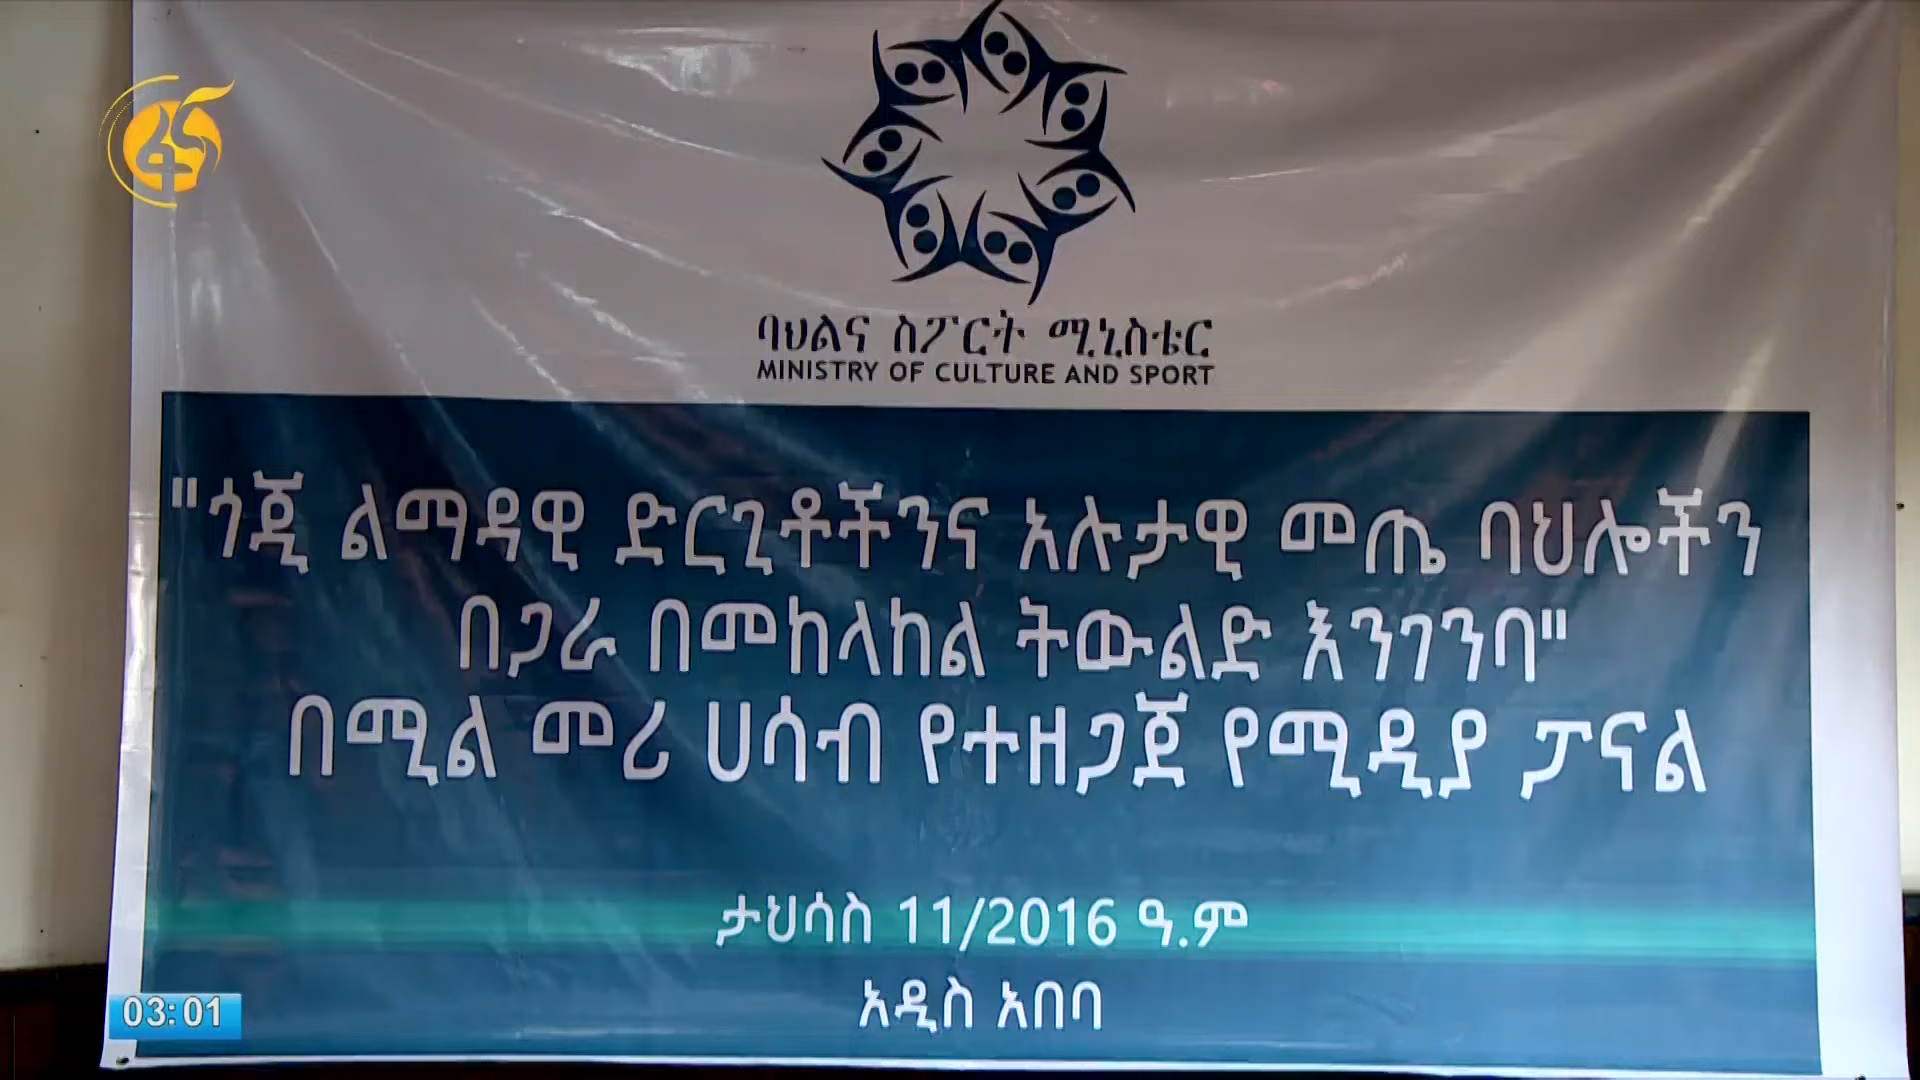 ፋና
ባህልና ስፖርት ሚኒስቴር
MINISTRY OF CULTURE AND SPORT
"ጎጂ ልማዳዊ ድርጊቶችንና አሉታዊ መጤ ባህሎችን
በጋራ በመከላከል ትውልድ እንገንባ"
በሚል መሪ ሀሳብ የተዘጋጀ የሚዲያ ፓናል
ታህሳስ 11/2016 ዓ.ም
አዲስ አበባ
03:01